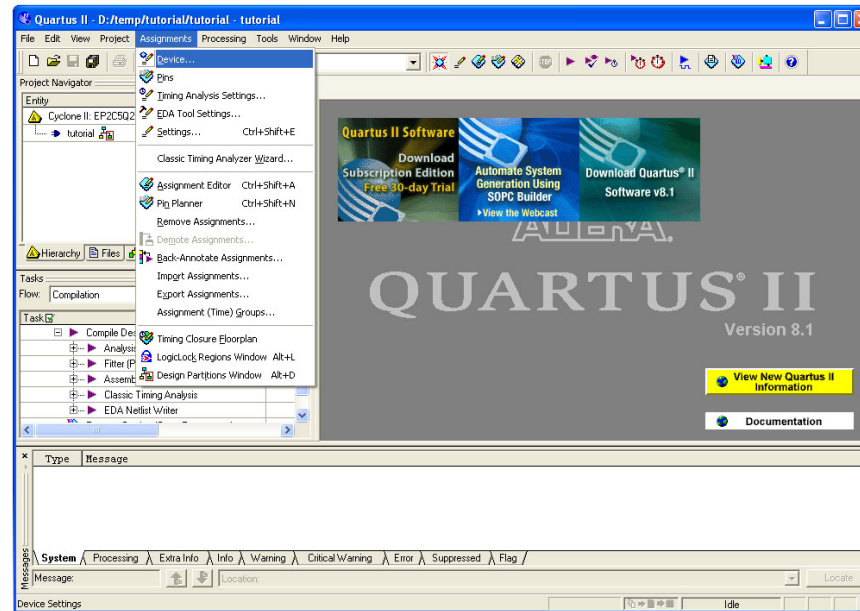 Quartus II - D:/temp/tutorial/tutorial - tutorial
File Edit View Project Assignments Processing Tools Window Help
Project Navigator
Entity
Cyclone II: EP2C5Q2
tutorial
Hierarchy Files
Tasks
Flow: Compilation
Task
Compile Des
Analysis
Fitter (P
Assemb
Classic Timing Analysis
EDA Netlist Writer
Device...
Pins
Timing Analysis Settings...
EDA Tool Settings...
Settings... Ctrl+Shift+E
Classic Timing Analyzer Wizard...
Assignment Editor Ctrl+Shift+A
Pin Planner Ctrl+Shift+N
Remove Assignments...
Demote Assignments...
Back-Annotate Assignments...
Import Assignments...
Export Assignments...
Assignment (Time) Groups...
Timing Closure Floorplan
LogicLock Regions Window Alt+L
Design Partitions Window Alt+D
Quartus II Software
Download
Subscription Edition
Free 30-day Trial
Automate System
Generation Using
SOPC Builder
View the Webcast
Download Quartus® II
Software v8.1
ALTERA.
QUARTUS® II
Version 8.1
View New Quartus II
Information
Documentation
Type Message
System Processing Extra Info Info Warning Critical Warning Error Suppressed Flag
Messages
Message: Location: Locate
Device Settings Idle